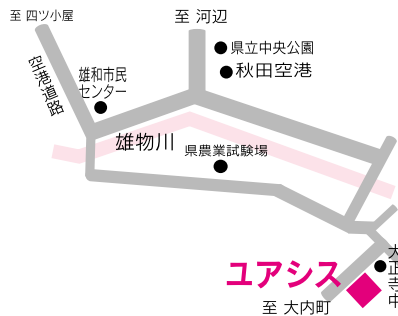 至 四ツ小屋
至 河辺
県立中央公園
秋田空港
空港道路
雄和市民
センター
雄物川
県農業試験場
大正寺中
ユアシス
至 大内町